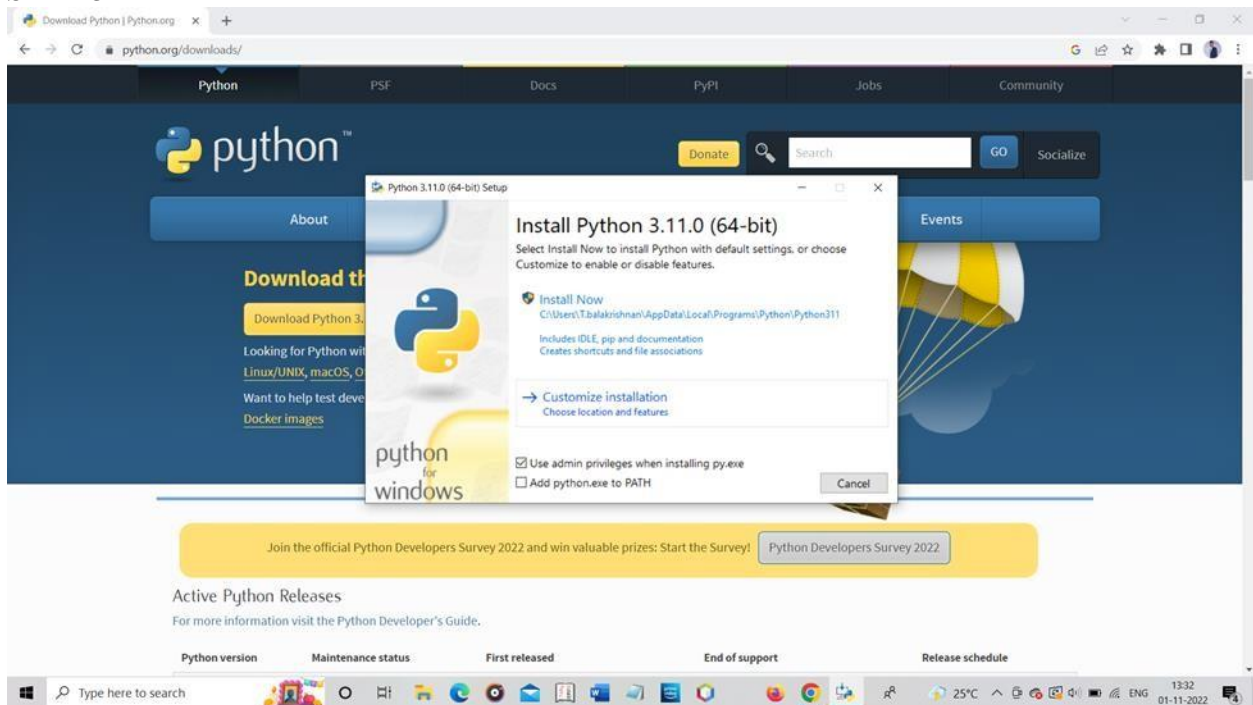 Download Python | Python.org
python.org/downloads/
Python PSF Docs PyPI Jobs Community
python™
Donate Search GO Socialize
About Events
Python 3.11.0 (64-bit) Setup
Install Python 3.11.0 (64-bit)
Select Install Now to install Python with default settings, or choose
Customize to enable or disable features.
Install Now
C:\Users\T.balakrishnan\AppData\Local\Programs\Python\Python311
Includes IDLE, pip and documentation
Creates shortcuts and file associations
Customize installation
Choose location and features
Use admin privileges when installing py.exe
Add python.exe to PATH
Cancel
python
for
windows
Download th
Download Python 3.
Looking for Python wit
Linux/UNIX, macOS, O
Want to help test deve
Docker images
Join the official Python Developers Survey 2022 and win valuable prizes: Start the Survey! Python Developers Survey 2022
Active Python Releases
For more information visit the Python Developer's Guide.
Python version Maintenance status First released End of support Release schedule
Type here to search
25°C ENG 13:32
01-11-2022